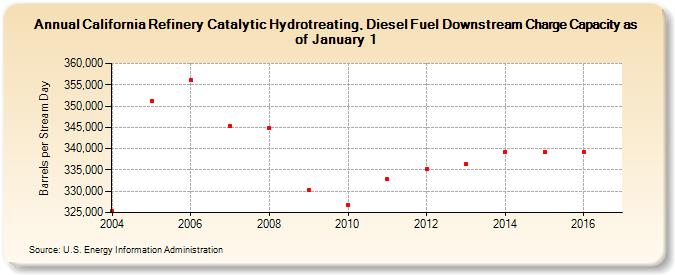 Annual California Refinery Catalytic Hydrotreating, Diesel Fuel Downstream Charge Capacity as
of January 1
Barrels per Stream Day
360,000
355,000
350,000
345,000
340,000
335,000
330,000
325,000
2004 2006 2008 2010 2012 2014 2016
Source: U.S. Energy Information Administration